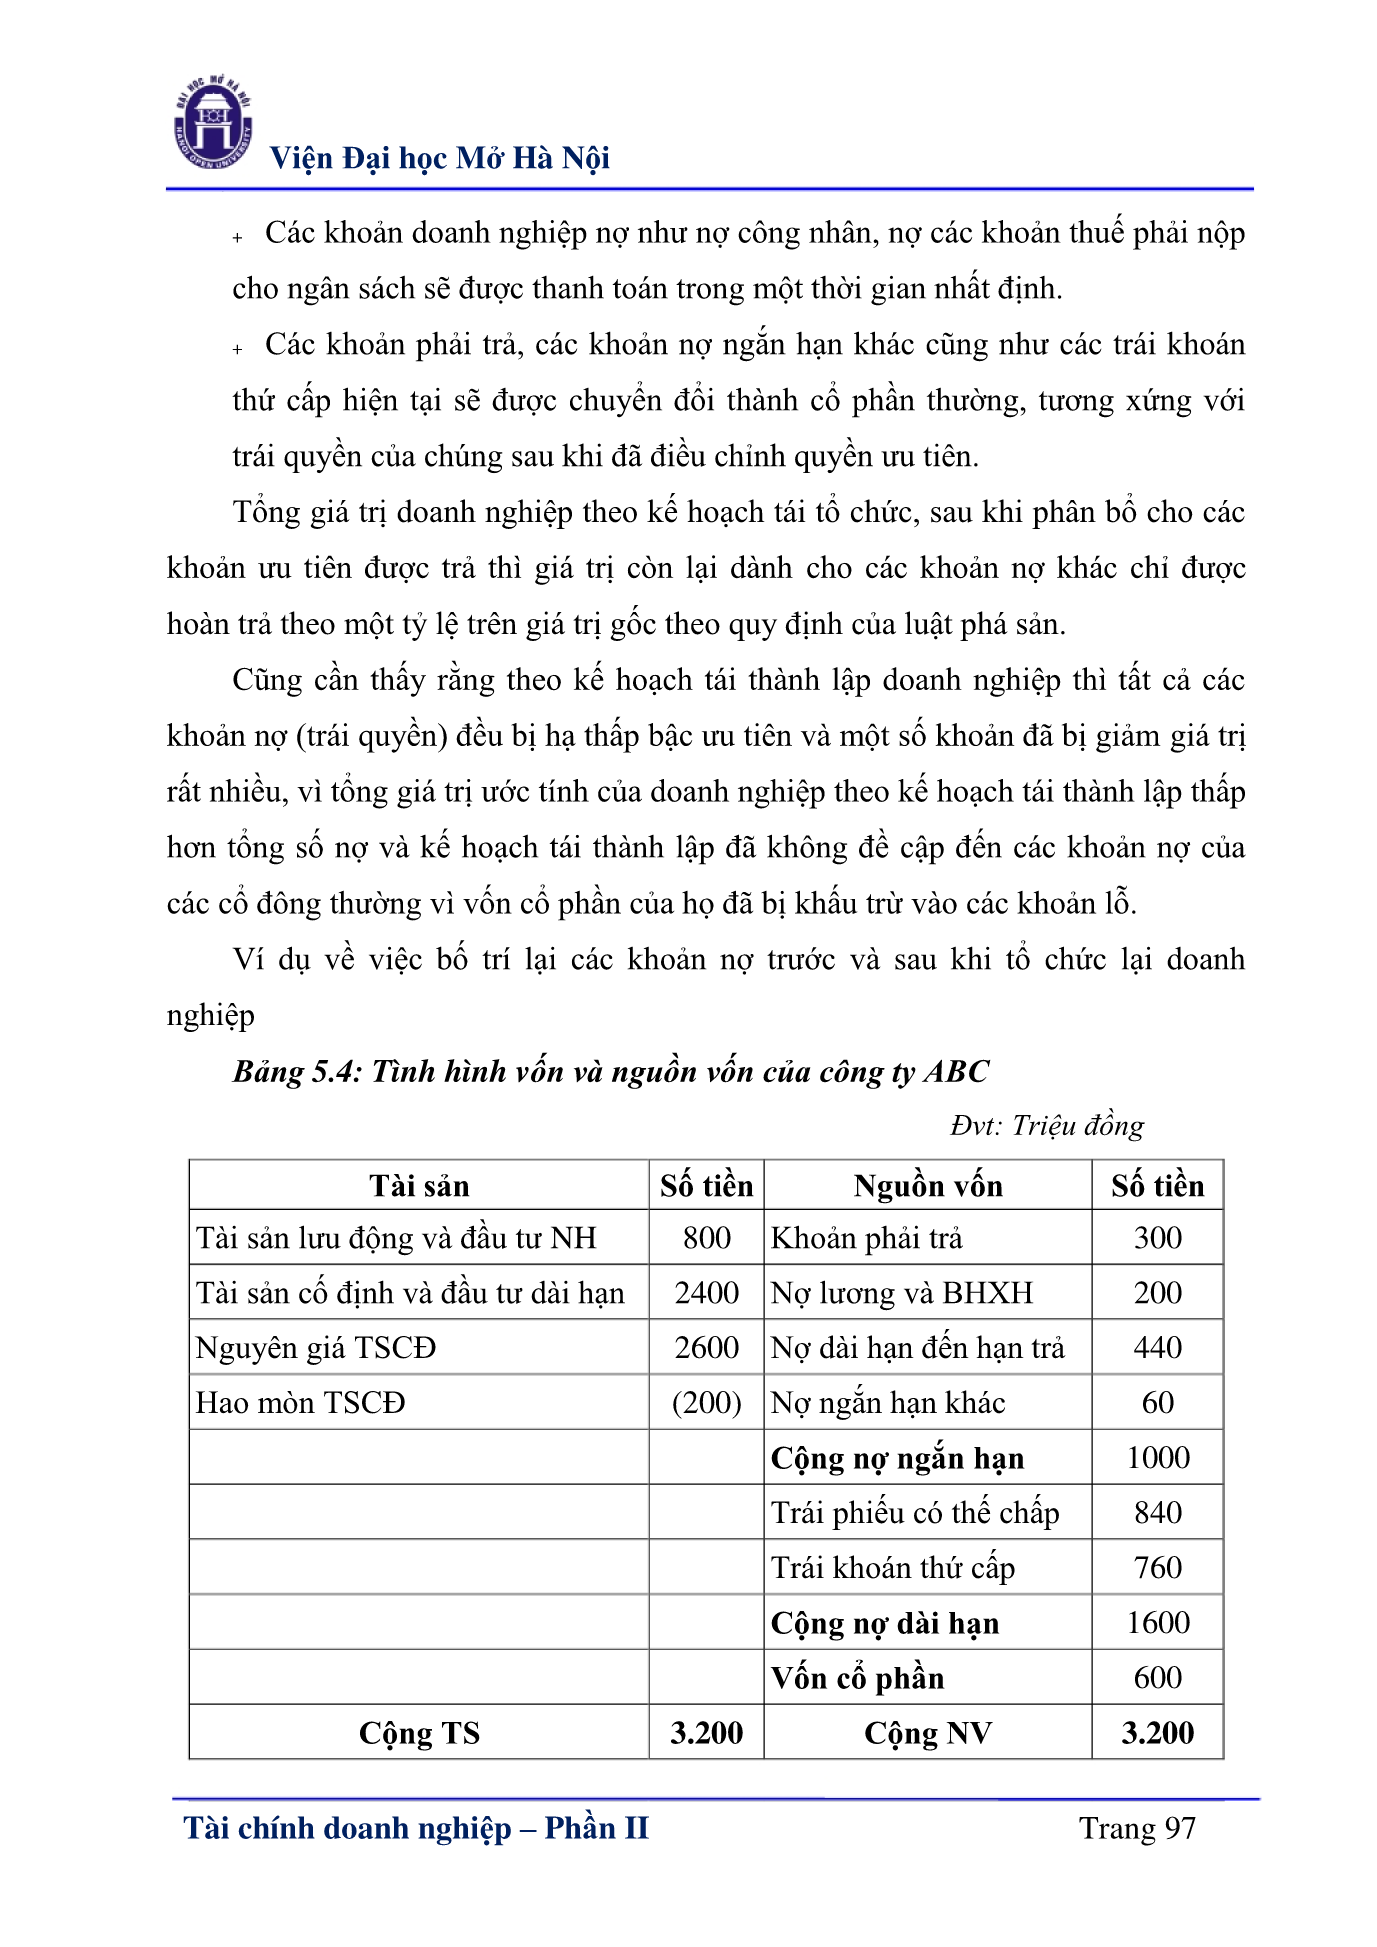 ĐẠI HỌC MỞ HÀ NỘI
HANOI OPEN UNIVERSITY
Viện Đại học Mở Hà Nội
+ Các khoản doanh nghiệp nợ như nợ công nhân, nợ các khoản thuế phải nộp
cho ngân sách sẽ được thanh toán trong một thời gian nhất định.
+ Các khoản phải trả, các khoản nợ ngắn hạn khác cũng như các trái khoán
thứ cấp hiện tại sẽ được chuyển đổi thành cổ phần thường, tương xứng với
trái quyền của chúng sau khi đã điều chỉnh quyền ưu tiên.
Tổng giá trị doanh nghiệp theo kế hoạch tái tổ chức, sau khi phân bổ cho các
khoản ưu tiên được trả thì giá trị còn lại dành cho các khoản nợ khác chỉ được
hoàn trả theo một tỷ lệ trên giá trị gốc theo quy định của luật phá sản.
Cũng cần thấy rằng theo kế hoạch tái thành lập doanh nghiệp thì tất cả các
khoản nợ (trái quyền) đều bị hạ thấp bậc ưu tiên và một số khoản đã bị giảm giá trị
rất nhiều, vì tổng giá trị ước tính của doanh nghiệp theo kế hoạch tái thành lập thấp
hơn tổng số nợ và kế hoạch tái thành lập đã không đề cập đến các khoản nợ của
các cổ đông thường vì vốn cổ phần của họ đã bị khấu trừ vào các khoản lỗ.
Ví dụ về việc bố trí lại các khoản nợ trước và sau khi tổ chức lại doanh
nghiệp
Bảng 5.4: Tình hình vốn và nguồn vốn của công ty ABC
Đvt: Triệu đồng
Tài sản Số tiền Nguồn vốn Số tiền
Tài sản lưu động và đầu tư NH 800 Khoản phải trả 300
Tài sản cố định và đầu tư dài hạn 2400 Nợ lương và BHXH 200
Nguyên giá TSCĐ 2600 Nợ dài hạn đến hạn trả 440
Hao mòn TSCĐ (200) Nợ ngắn hạn khác 60
Cộng nợ ngắn hạn 1000
Trái phiếu có thế chấp 840
Trái khoán thứ cấp 760
Cộng nợ dài hạn 1600
Vốn cổ phần 600
Cộng TS 3.200 Cộng NV 3.200
Tài chính doanh nghiệp – Phần II Trang 97